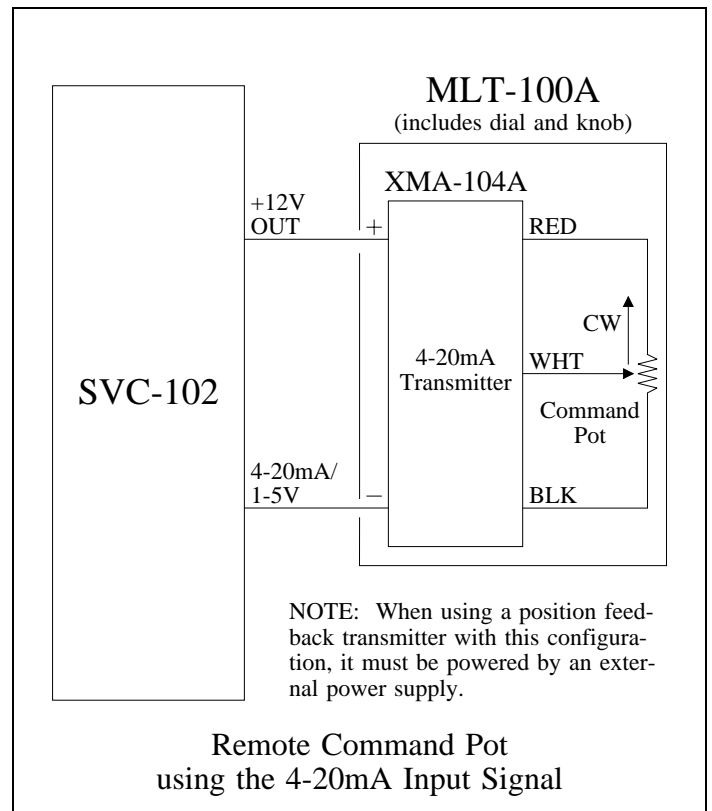 MLT-100A
(includes dial and knob)
XMA-104A
+12V
OUT
+
RED
CW
SVC-102
4-20mA
Transmitter
WHT
Command
Pot
4-20mA/
1-5V
−
BLK
NOTE: When using a position feed-
back transmitter with this configura-
tion, it must be powered by an exter-
nal power supply.
Remote Command Pot
using the 4-20mA Input Signal